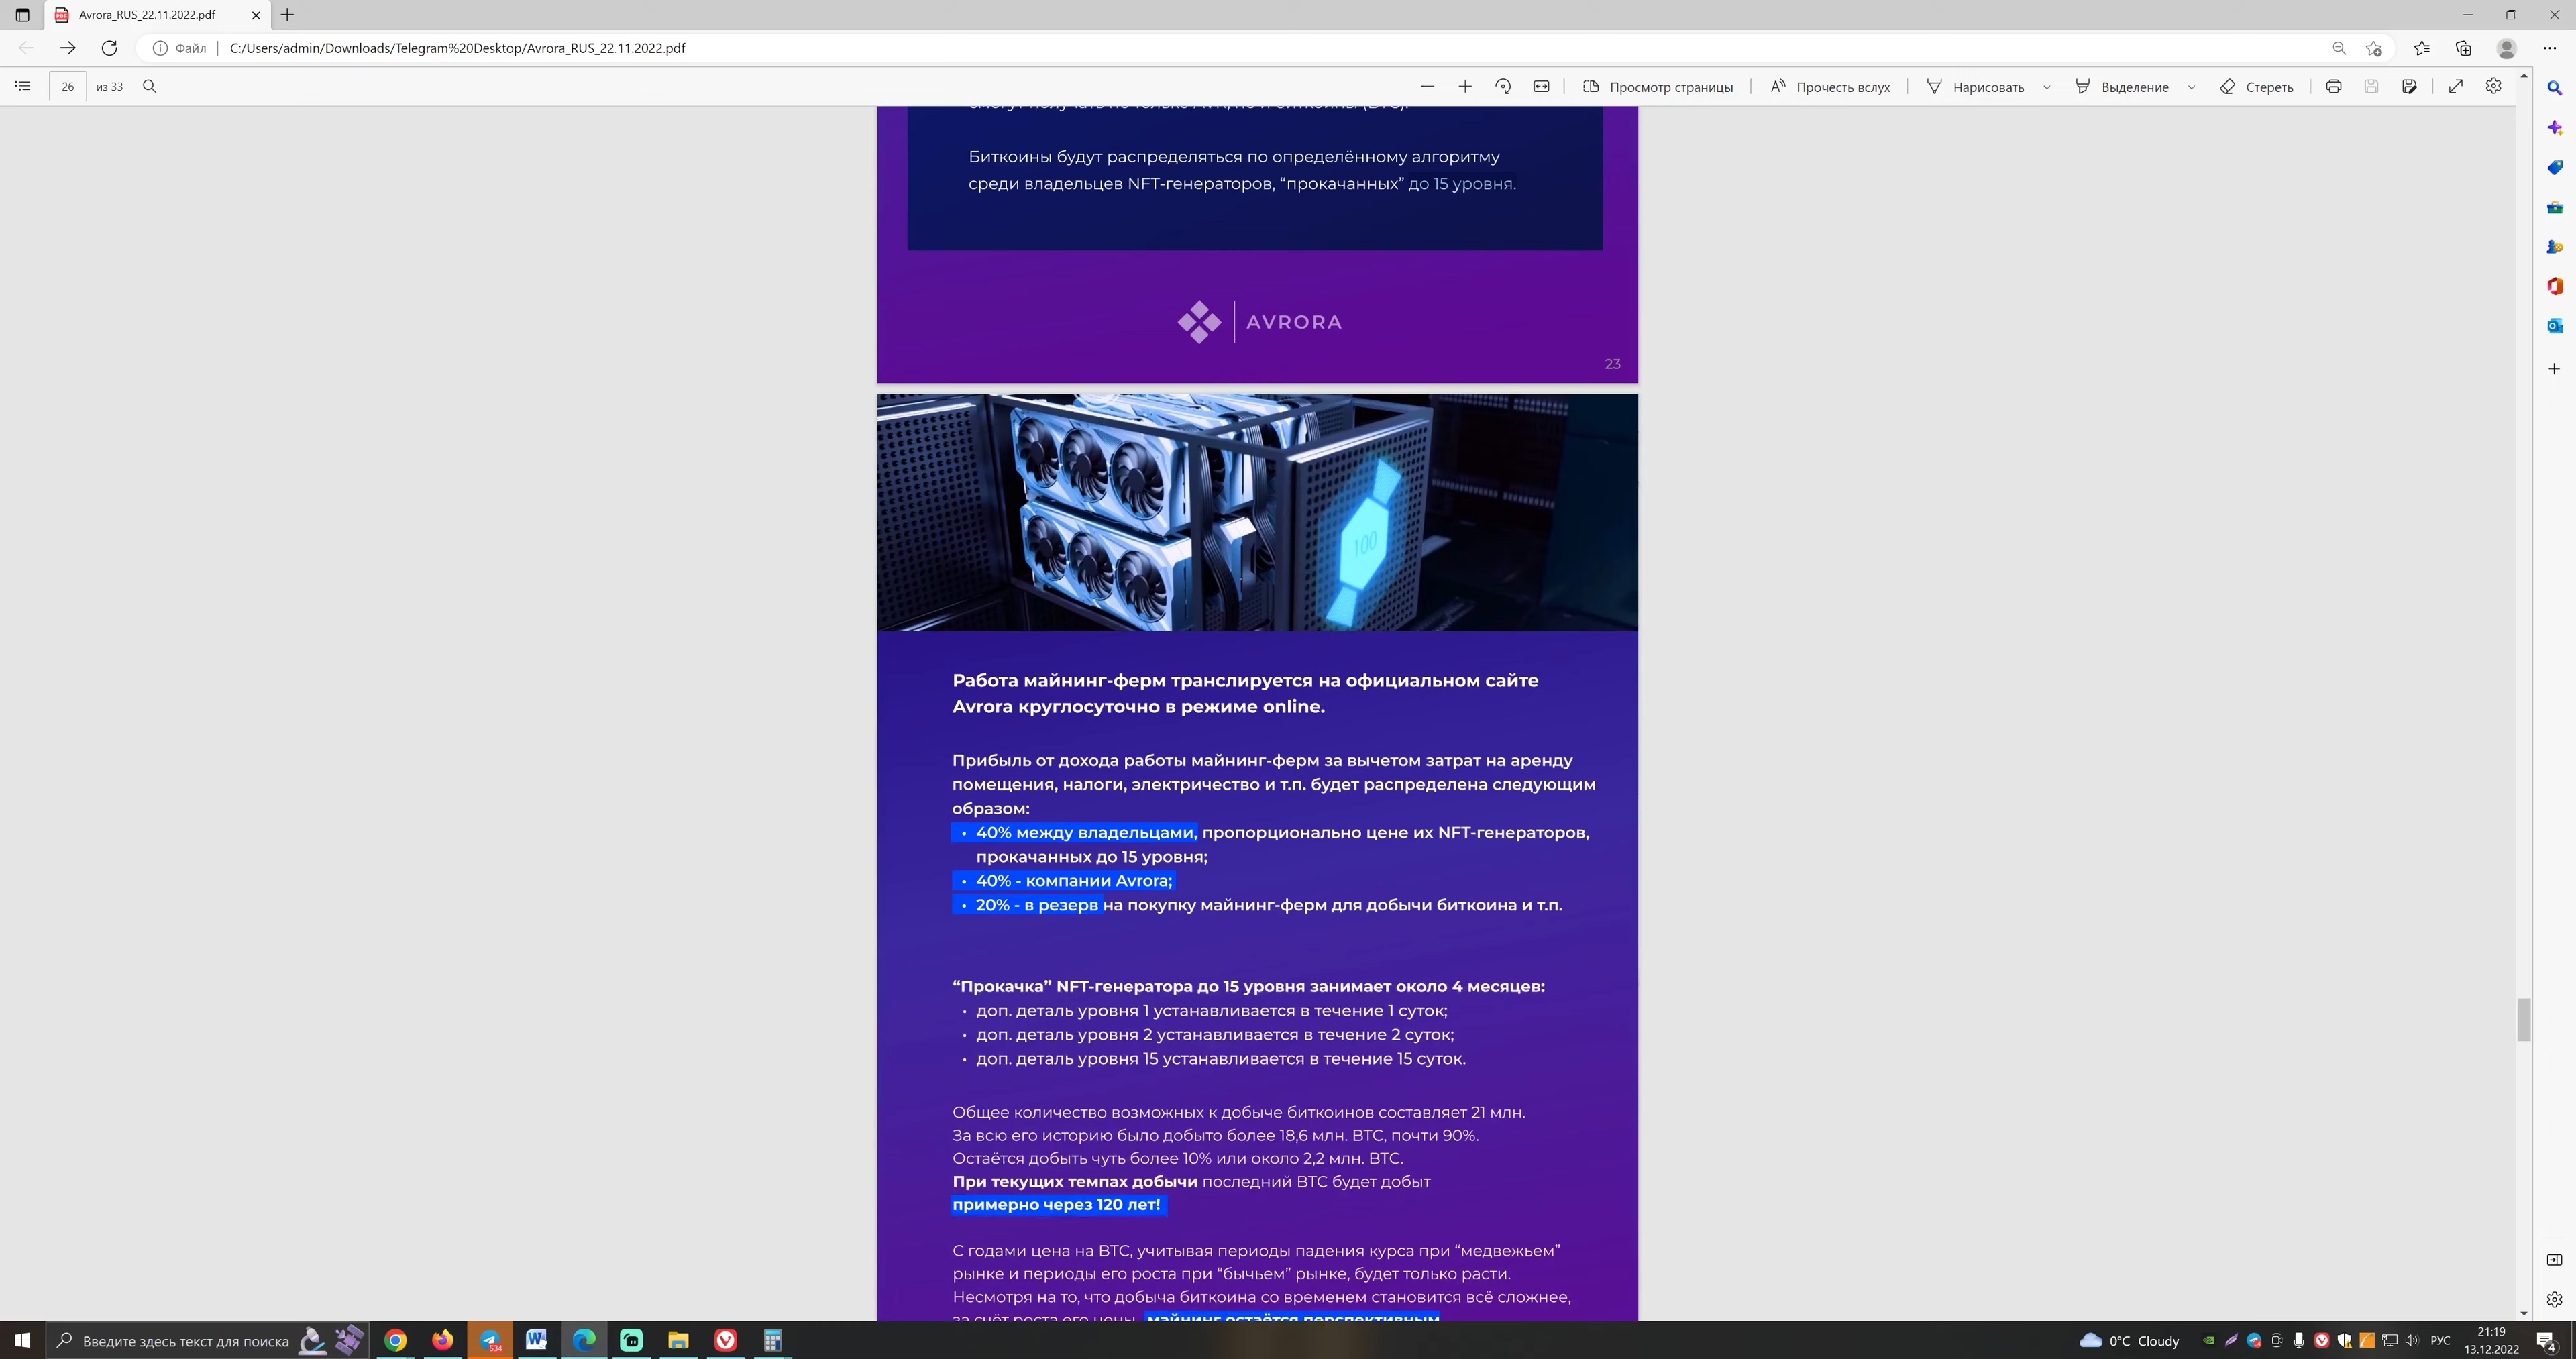 Avrora_RUS_22.11.2022.pdf
Файл
C:/Users/admin/Downloads/Telegram%20Desktop/Avrora_RUS_22.11.2022.pdf
26 из 33
Просмотр страницы
Прочесть вслух
Нарисовать
Выделение
Стереть
Биткоины будут распределяться по определённому алгоритму
среди владельцев NFT-генераторов, “прокачанных” до 15 уровня.
AVRORA
23
100
Работа майнинг-ферм транслируется на официальном сайте
Avrora круглосуточно в режиме online.
Прибыль от дохода работы майнинг-ферм за вычетом затрат на аренду
помещения, налоги, электричество и т.п. будет распределена следующим
образом:
• 40% между владельцами, пропорционально цене их NFT-генераторов,
прокачанных до 15 уровня;
• 40% - компании Avrora;
• 20% - в резерв на покупку майнинг-ферм для добычи биткоина и т.п.
“Прокачка” NFT-генератора до 15 уровня занимает около 4 месяцев:
• доп. деталь уровня 1 устанавливается в течение 1 суток;
• доп. деталь уровня 2 устанавливается в течение 2 суток;
• доп. деталь уровня 15 устанавливается в течение 15 суток.
Общее количество возможных к добыче биткоинов составляет 21 млн.
За всю его историю было добыто более 18,6 млн. BTC, почти 90%.
Остаётся добыть чуть более 10% или около 2,2 млн. BTC.
При текущих темпах добычи последний BTC будет добыт
примерно через 120 лет!
С годами цена на BTC, учитывая периоды падения курса при “медвежьем”
рынке и периоды его роста при “бычьем” рынке, будет только расти.
Несмотря на то, что добыча биткоина со временем становится всё сложнее,
за счёт роста его цены, майнинг остаётся перспективным
Введите здесь текст для поиска
534
0°C Cloudy
РУС
21:19
13.12.2022
4